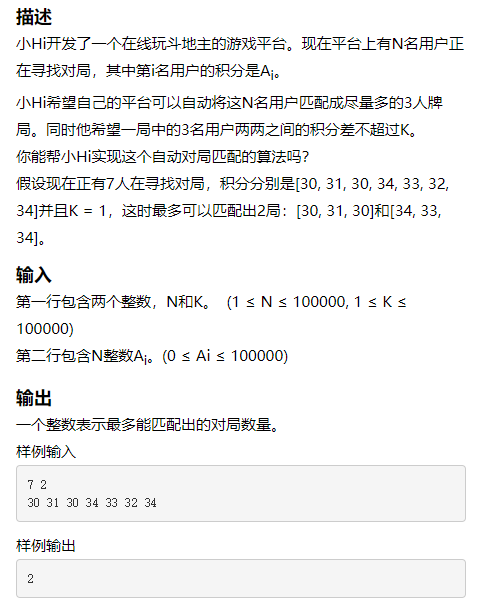 描述
小Hi开发了一个在线玩斗地主的游戏平台。现在平台上有N名用户正
在寻找对局，其中第i名用户的积分是Ai。
小Hi希望自己的平台可以自动将这N名用户匹配成尽量多的3人牌
局。同时他希望一局中的3名用户两两之间的积分差不超过K。
你能帮小Hi实现这个自动对局匹配的算法吗？
假设现在正有7人在寻找对局，积分分别是[30, 31, 30, 34, 33, 32,
34]并且K = 1，这时最多可以匹配出2局：[30, 31, 30]和[34, 33,
34]。
输入
第一行包含两个整数，N和K。 (1 ≤ N ≤ 100000, 1 ≤ K ≤
100000)
第二行包含N整数Ai。(0 ≤ Ai ≤ 100000)
输出
一个整数表示最多能匹配出的对局数量。
样例输入
7 2
30 31 30 34 33 32 34
样例输出
2